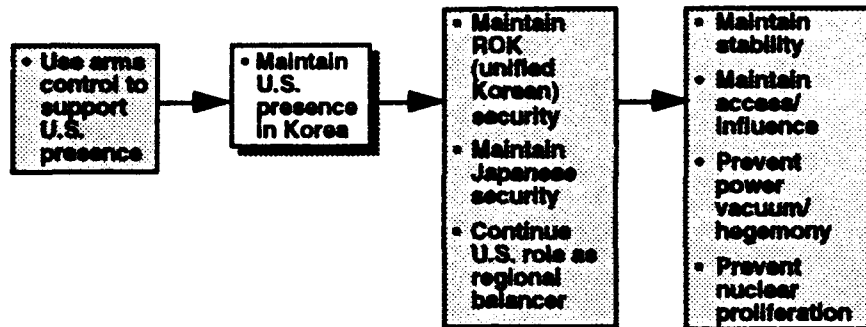 • Use arms
control to
support
U.S.
presence
• Maintain
U.S.
presence
in Korea
• Maintain
ROK
(unified
Korean)
security
• Maintain
Japanese
security
• Continue
U.S. role as
regional
balancer
• Maintain
stability
• Maintain
access/
influence
• Prevent
power
vacuum/
hegemony
• Prevent
nuclear
proliferation